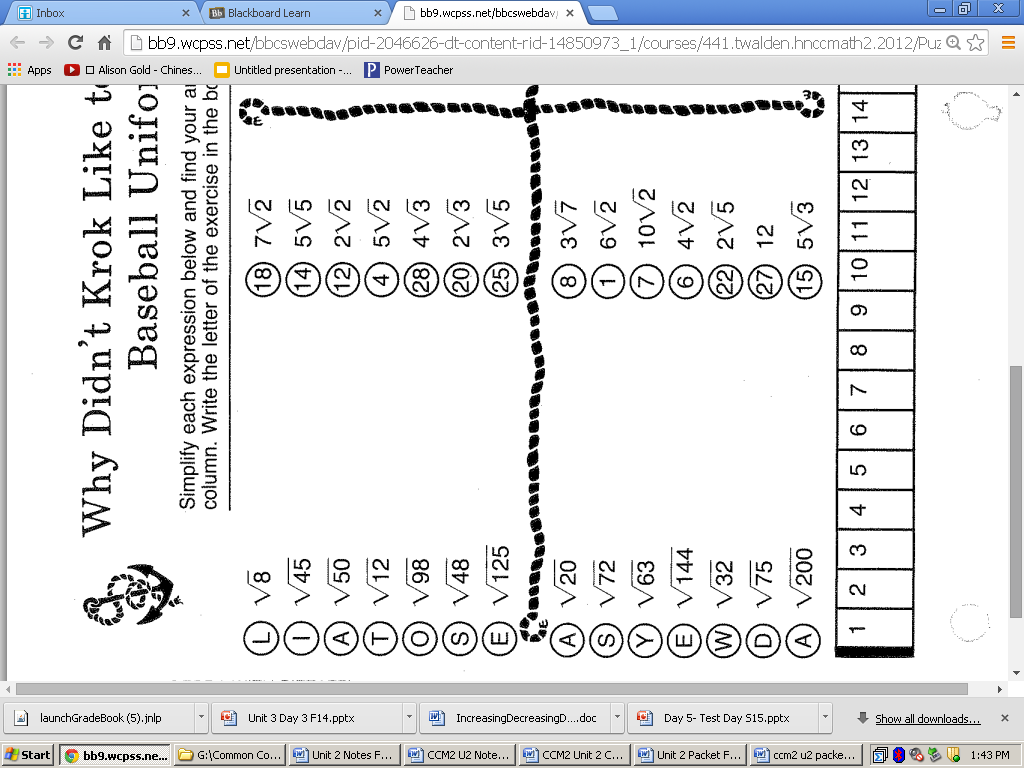 Inbox
Blackboard Learn
bb9.wcpss.net/bbcswebdav
bb9.wcpss.net/bbcswebdav/pid-2046626-dt-content-rid-14850973_1/courses/441.twalden.hnccmath2.2012/Puz
Apps
Alison Gold - Chines...
Untitled presentation -...
PowerTeacher
Why Didn't Krok Like to
Baseball Unifor
Simplify each expression below and find your a
column. Write the letter of the exercise in the bo
L √8
I √45
A √50
T √12
O √98
S √48
E √125
18 7√2
14 5√5
12 2√2
4 5√2
28 4√3
20 2√3
25 3√5
A √20
S √72
Y √63
E √144
W √32
D √75
A √200
8 3√7
1 6√2
7 10√2
6 4√2
22 2√5
27 12
15 5√3
1 2 3 4 5 6 7 8 9 10 11 12 13 14
launchGradeBook (5).jnlp
Unit 3 Day 3 F14.pptx
IncreasingDecreasingD....doc
Day 5- Test Day S15.pptx
Show all downloads...
Start
bb9.wcpss.ne...
G:\Common Co...
Unit 2 Notes F...
CCM2 U2 Note...
CCM2 Unit 2 C...
Unit 2 Packet F...
ccm2 u2 packe...
1:43 PM